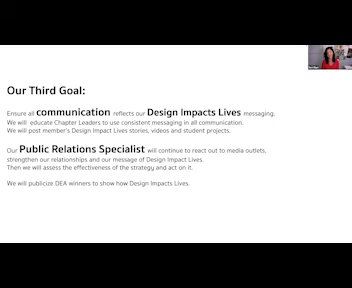 Our Third Goal:
Ensure all communication reflects our Design Impacts Lives messaging.
We will educate Chapter Leaders to use consistent messaging in all communication.
We will post member's Design Impact Lives stories, videos and student projects.
Our Public Relations Specialist will continue to react out to media outlets,
strengthen our relationships and our message of Design Impact Lives.
Then we will assess the effectiveness of the strategy and act on it.
We will publicize DEA winners to show how Design Impacts Lives.